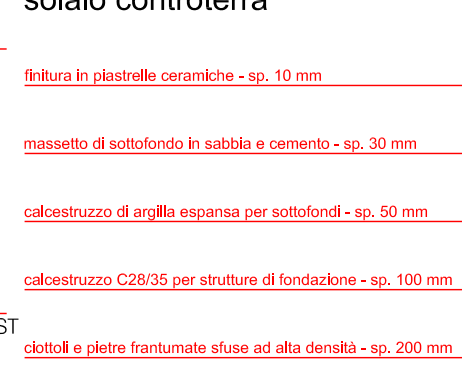 solaio controterra
finitura in piastrelle ceramiche - sp. 10 mm
massetto di sottofondo in sabbia e cemento - sp. 30 mm
calcestruzzo di argilla espansa per sottofondi - sp. 50 mm
calcestruzzo C28/35 per strutture di fondazione - sp. 100 mm
ST
ciottoli e pietre frantumate sfuse ad alta densità - sp. 200 mm